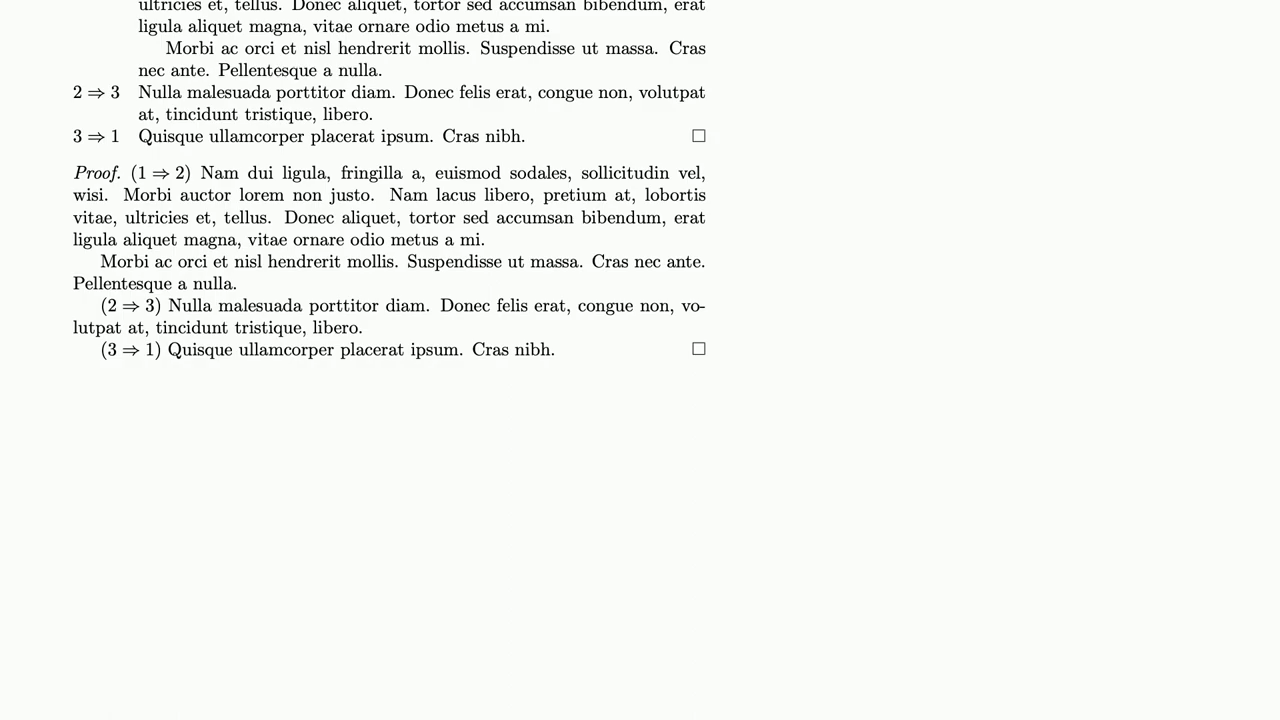 ultricies et, tellus. Donec aliquet, tortor sed accumsan bibendum, erat
ligula aliquet magna, vitae ornare odio metus a mi.
Morbi ac orci et nisl hendrerit mollis. Suspendisse ut massa. Cras
nec ante. Pellentesque a nulla.
2 ⇒ 3 Nulla malesuada porttitor diam. Donec felis erat, congue non, volutpat
at, tincidunt tristique, libero.
3 ⇒ 1 Quisque ullamcorper placerat ipsum. Cras nibh. □
Proof. (1 ⇒ 2) Nam dui ligula, fringilla a, euismod sodales, sollicitudin vel,
wisi. Morbi auctor lorem non justo. Nam lacus libero, pretium at, lobortis
vitae, ultricies et, tellus. Donec aliquet, tortor sed accumsan bibendum, erat
ligula aliquet magna, vitae ornare odio metus a mi.
Morbi ac orci et nisl hendrerit mollis. Suspendisse ut massa. Cras nec ante.
Pellentesque a nulla.
(2 ⇒ 3) Nulla malesuada porttitor diam. Donec felis erat, congue non, vo-
lutpat at, tincidunt tristique, libero.
(3 ⇒ 1) Quisque ullamcorper placerat ipsum. Cras nibh. □